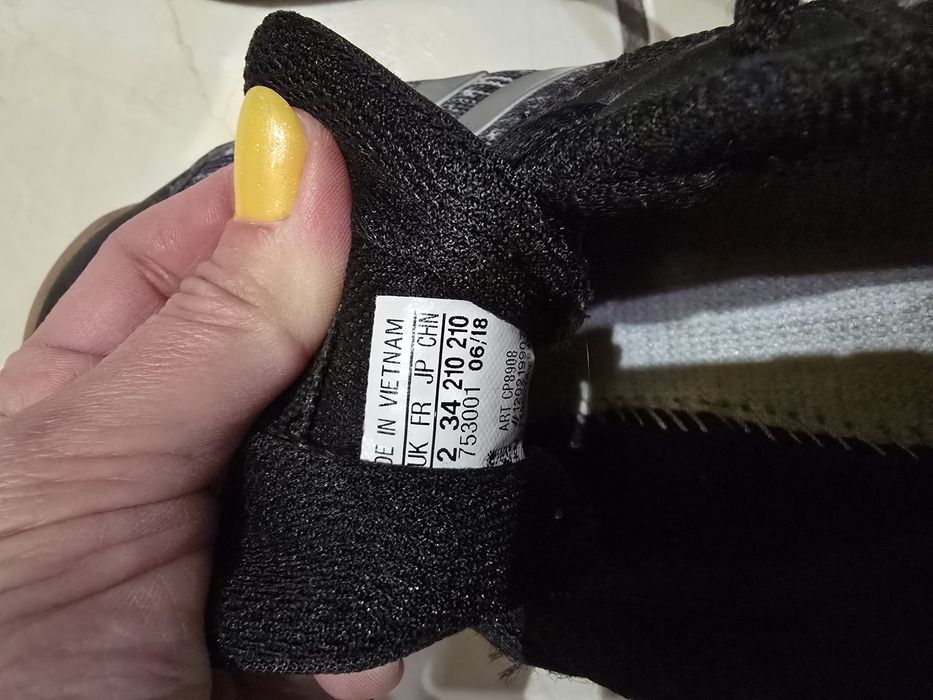 DE IN VIETNAM
UK FR JP CHN
2 34 210 210
753001 06/18
ART CP8908